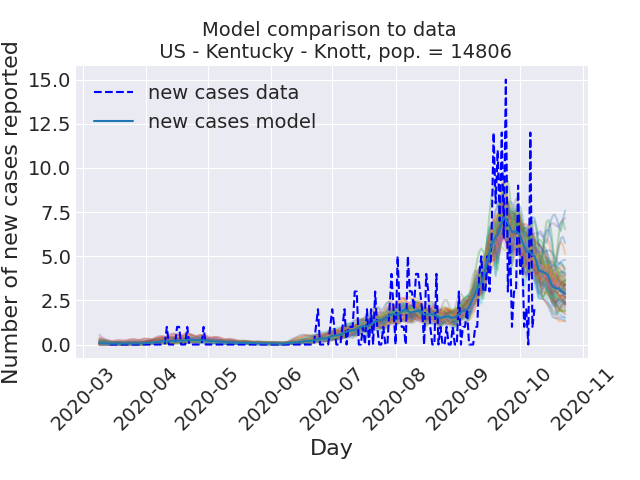 Model comparison to data
US - Kentucky - Knott, pop. = 14806
new cases data
new cases model
Number of new cases reported
15.0
12.5
10.0
7.5
5.0
2.5
0.0
2020-03
2020-04
2020-05
2020-06
2020-07
2020-08
2020-09
2020-10
2020-11
Day